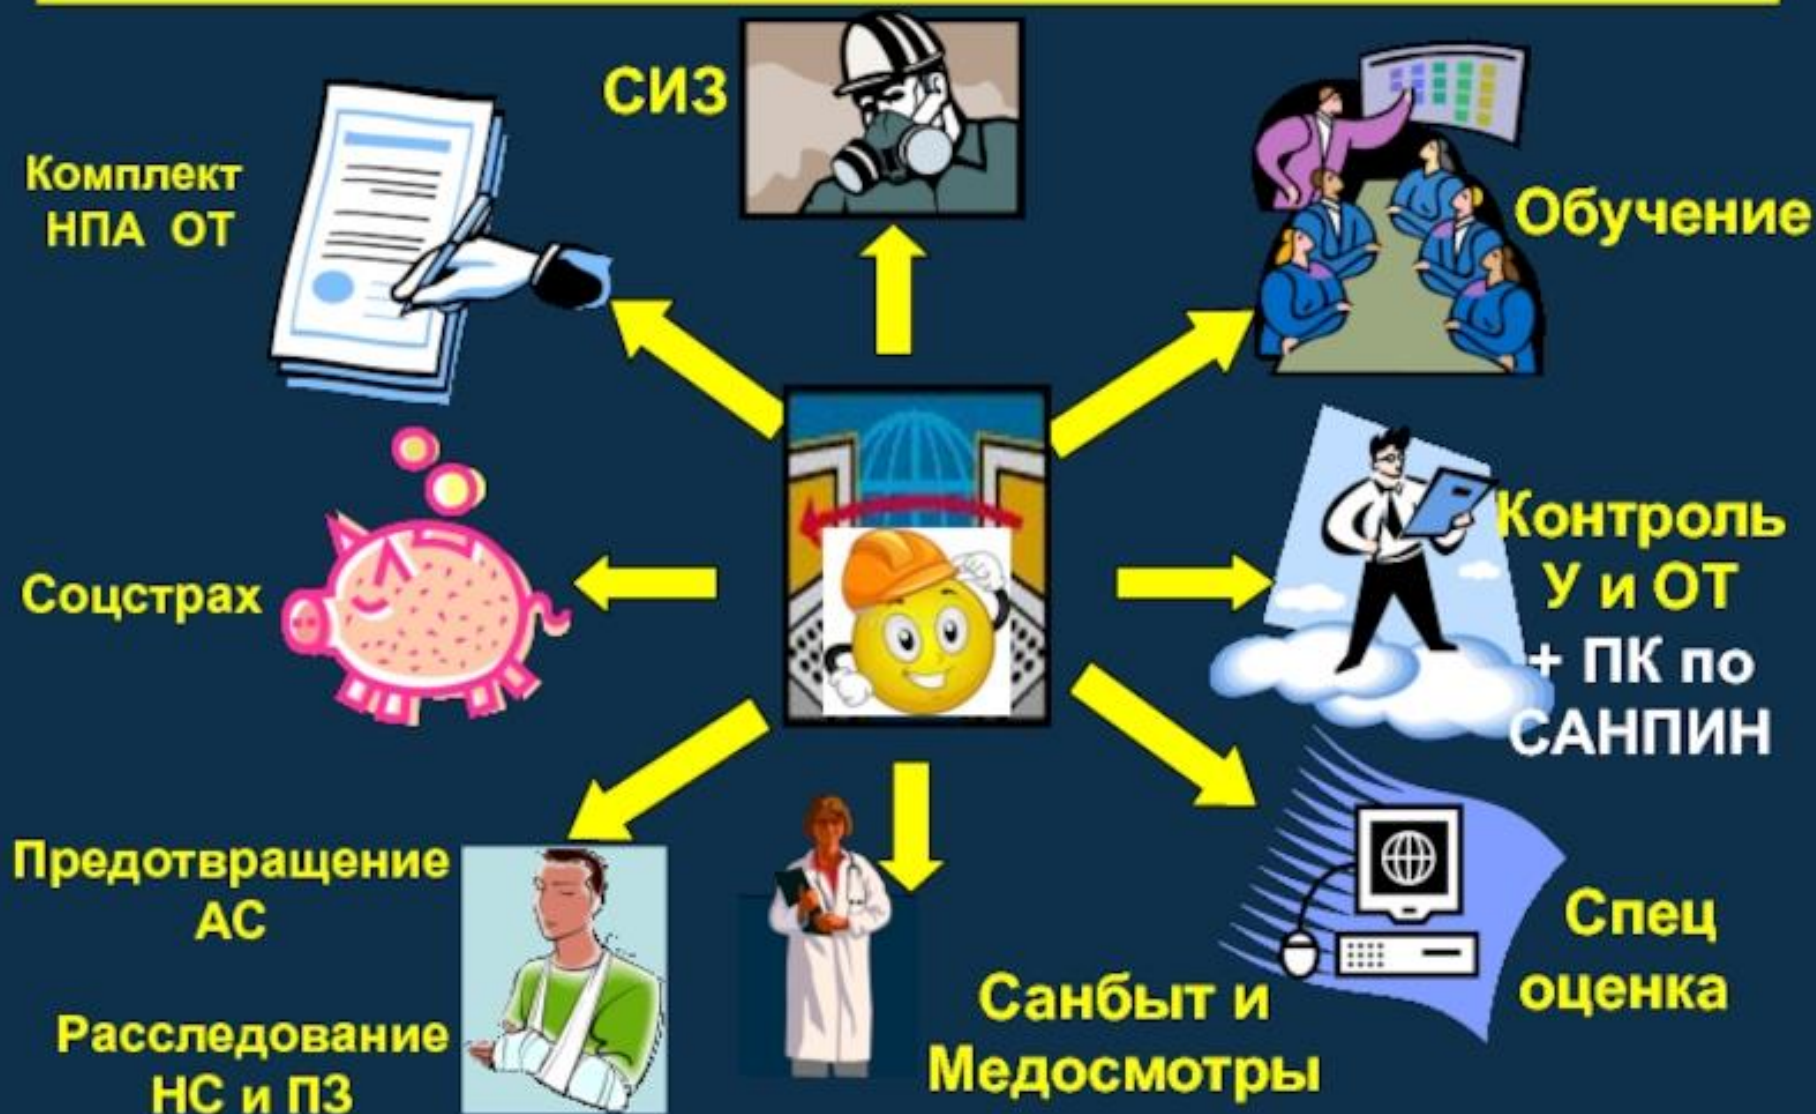 СИЗ
Комплект
НПА ОТ
Обучение
Контроль
У и ОТ
+ ПК по
САНПИН
Соцстрах
Предотвращение
АС
Расследование
НС и ПЗ
Санбыт и
Медосмотры
Спец
оценка